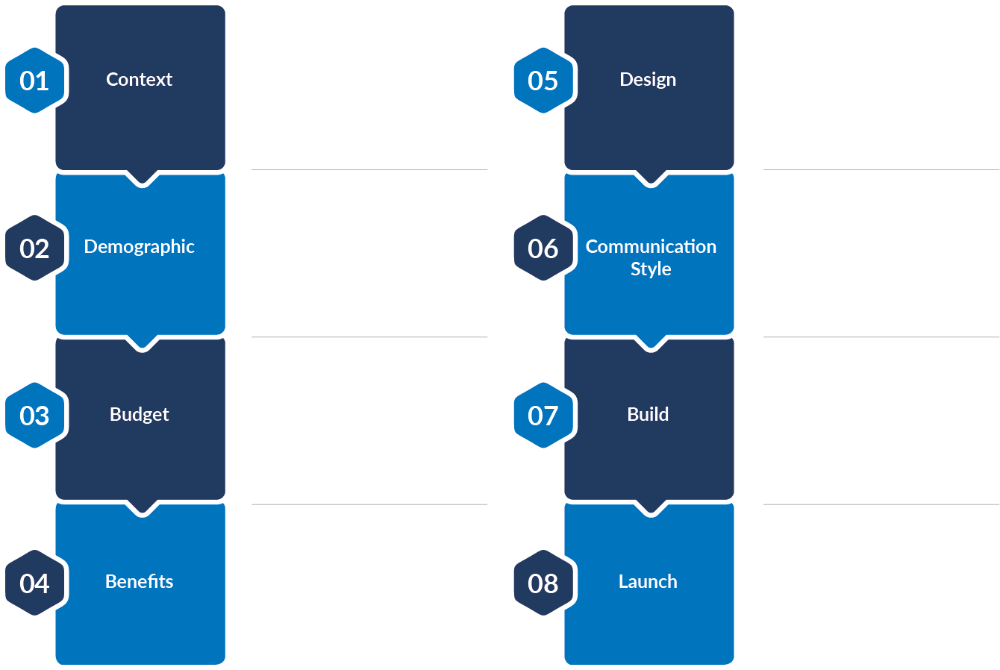 01
Context
02
Demographic
03
Budget
04
Benefits
05
Design
06
Communication
Style
07
Build
08
Launch